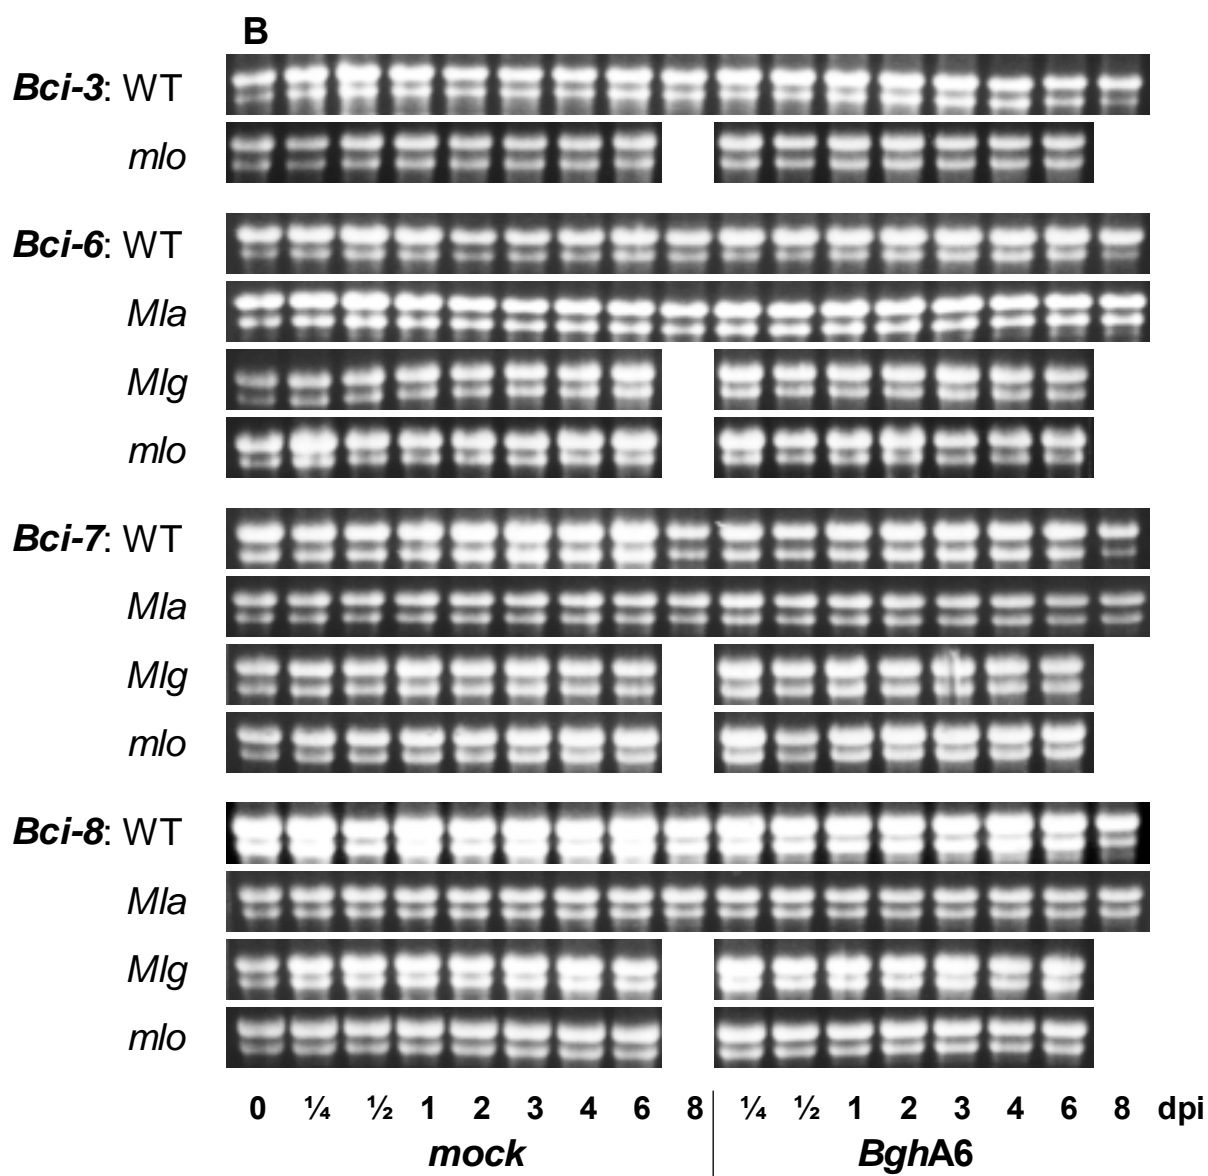 B
Bci-3: WT
mlo
Bci-6: WT
Mla
Mlg
mlo
Bci-7: WT
Mla
Mlg
mlo
Bci-8: WT
Mla
Mlg
mlo
0 ¼ ½ 1 2 3 4 6 8 ¼ ½ 1 2 3 4 6 8 dpi
mock BghA6